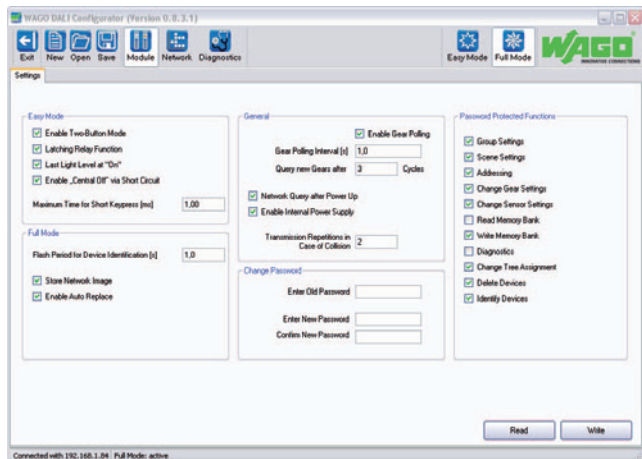 WAGO DALI Configurator (Version 0.8.3.1)
Exit New Open Save Module Network Diagnostics Easy Mode Full Mode
WAGO
INNOVATIVE CONNECTIONS
Settings
Easy Mode
Enable Two-Button Mode
Latching Relay Function
Last Light Level at "On"
Enable „Central Off" via Short Circuit
Maximum Time for Short Keypress [ms] 1,00
Full Mode
Flash Period for Device Identification [s] 1,0
Store Network Image
Enable Auto Replace
General
Enable Gear Polling
Gear Polling Interval [s] 1,0
Query new Gears after 3 Cycles
Network Query after Power Up
Enable Internal Power Supply
Transmission Repetitions in
Case of Collision 2
Change Password
Enter Old Password
Enter New Password
Confirm New Password
Password Protected Functions
Group Settings
Scene Settings
Addressing
Change Gear Settings
Change Sensor Settings
Read Memory Bank
Write Memory Bank
Diagnostics
Change Tree Assignment
Delete Devices
Identify Devices
Read Write
Connected with 192.168.1.84 Full Mode: active